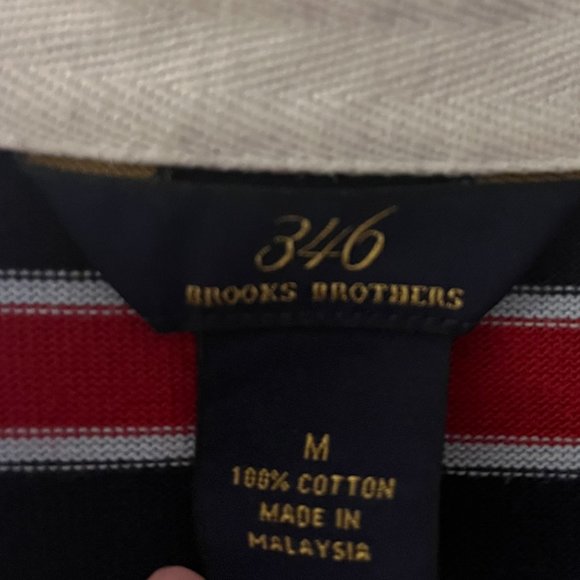 346
BROOKS BROTHERS
M
100% COTTON
MADE IN
MALAYSIA